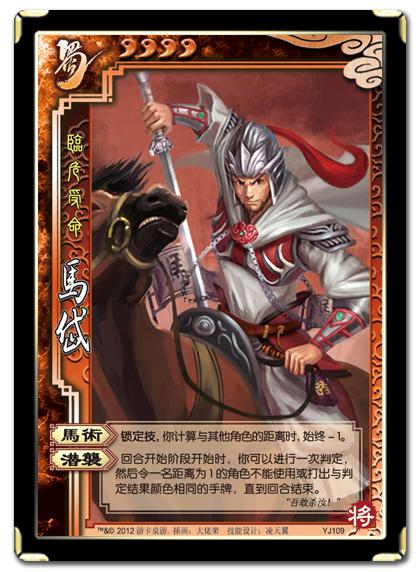 蜀
臨危受命
馬岱
馬
馬術 锁定技,你计算与其他角色的距离时,始终-1。
潜襲 回合开始阶段开始时,你可以进行一次判定,
然后令一名距离为1的角色不能使用或打出与判
定结果颜色相同的手牌,直到回合结束。
"吾敢杀汝!"
™&© 2012 游卡桌游. 插画:大佬荣 技能设计:凌天翼 YJ109
将